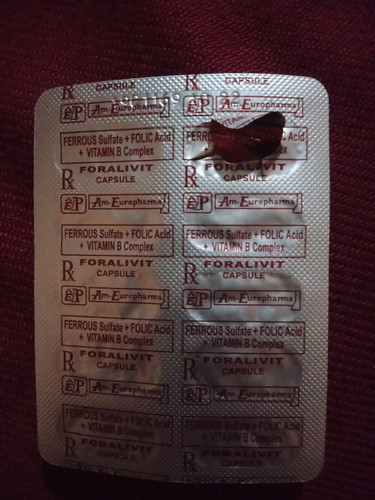 CAPSULE CAPSULE
Am-Europharma Am-Europharma
FERROUS Sulfate + FOLIC Acid
+ VITAMIN B Complex
Rx FORALIVIT Rx FORALIVIT
CAPSULE CAPSULE
Am-Europharma Am-Europharma
FERROUS Sulfate + FOLIC Acid FERROUS Sulfate + FOLIC Acid
+ VITAMIN B Complex + VITAMIN B Complex
Rx FORALIVIT Rx FORALIVIT
CAPSULE CAPSULE
Am-Europharma Am-Europharma
FERROUS Sulfate + FOLIC Acid FERROUS Sulfate + FOLIC Acid
+ VITAMIN B Complex + VITAMIN B Complex
Rx FORALIVIT Rx FORALIVIT
CAPSULE CAPSULE
Am-Europharma Am-Europharma
FERROUS Sulfate + FOLIC Acid FERROUS Sulfate + FOLIC Acid
+ VITAMIN B Complex + VITAMIN B Complex
Rx FORALIVIT Rx FORALIVIT
CAPSULE CAPSULE